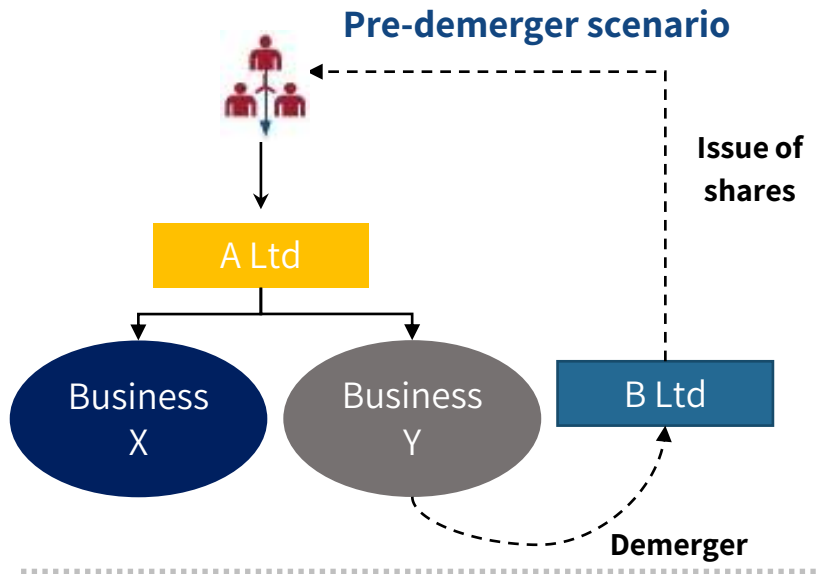 Pre-demerger scenario
Issue of
shares
A Ltd
Business
X
Business
Y
B Ltd
Demerger